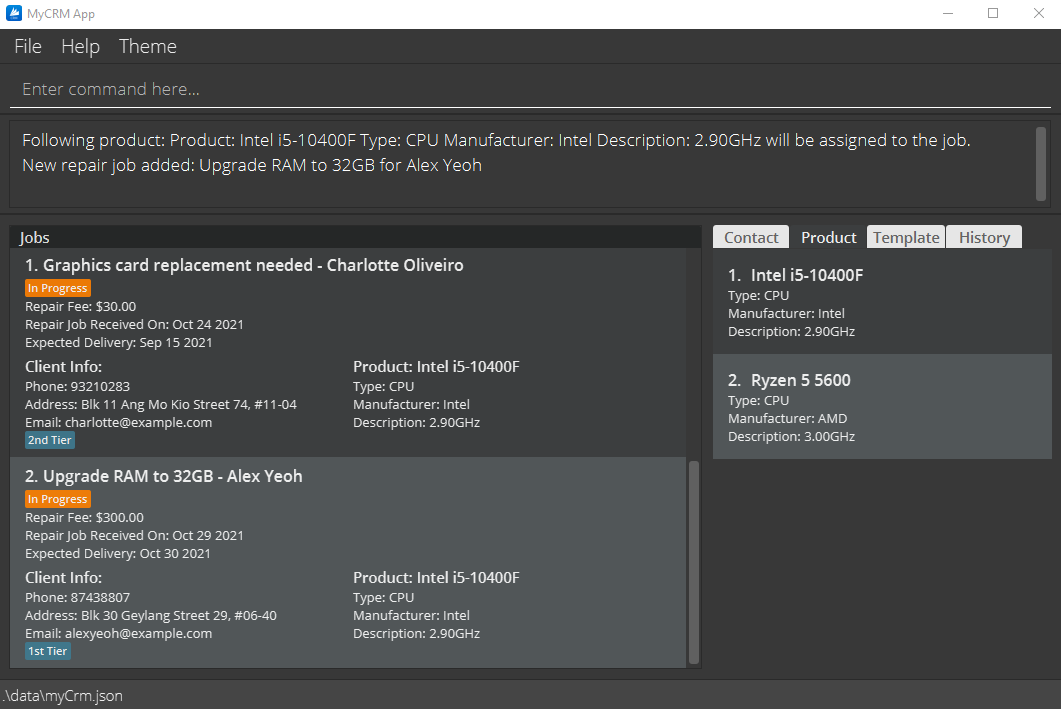 MyCRM App
File Help Theme
Enter command here...
Following product: Product: Intel i5-10400F Type: CPU Manufacturer: Intel Description: 2.90GHz will be assigned to the job.
New repair job added: Upgrade RAM to 32GB for Alex Yeoh
Jobs
1. Graphics card replacement needed - Charlotte Oliveiro
In Progress
Repair Fee: $30.00
Repair Job Received On: Oct 24 2021
Expected Delivery: Sep 15 2021
Client Info:
Phone: 93210283
Address: Blk 11 Ang Mo Kio Street 74, #11-04
Email: charlotte@example.com
2nd Tier
Product: Intel i5-10400F
Type: CPU
Manufacturer: Intel
Description: 2.90GHz
2. Upgrade RAM to 32GB - Alex Yeoh
In Progress
Repair Fee: $300.00
Repair Job Received On: Oct 29 2021
Expected Delivery: Oct 30 2021
Client Info:
Phone: 87438807
Address: Blk 30 Geylang Street 29, #06-40
Email: alexyeoh@example.com
1st Tier
Product: Intel i5-10400F
Type: CPU
Manufacturer: Intel
Description: 2.90GHz
Contact Product Template History
1. Intel i5-10400F
Type: CPU
Manufacturer: Intel
Description: 2.90GHz
2. Ryzen 5 5600
Type: CPU
Manufacturer: AMD
Description: 3.00GHz
.\data\myCrm.json